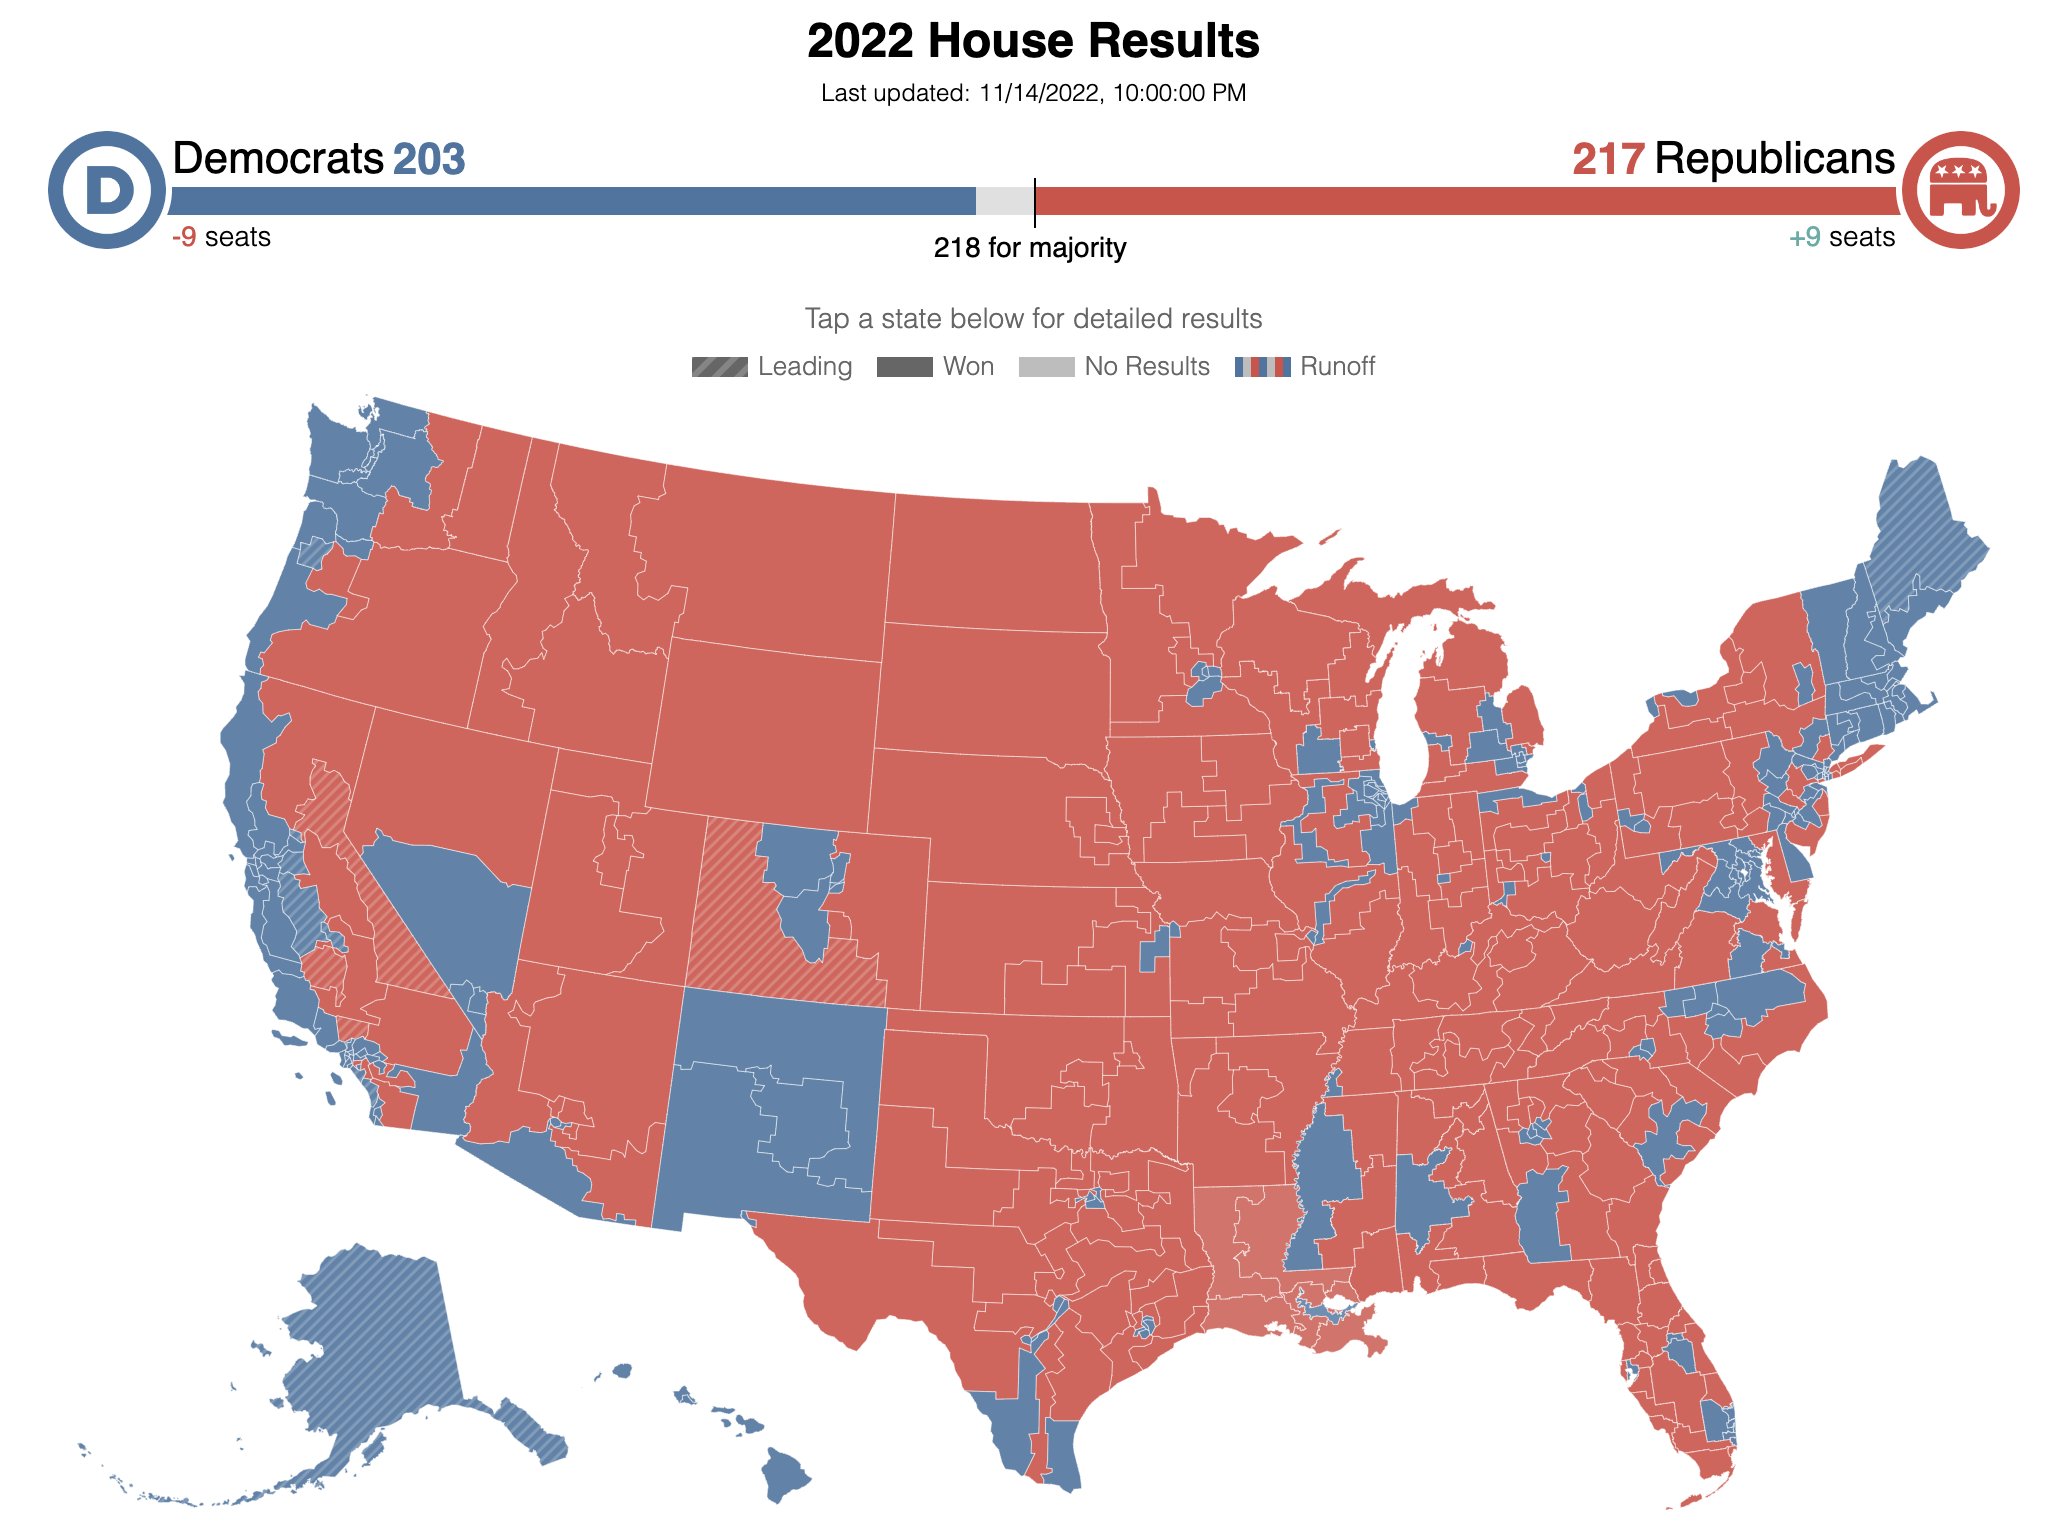 2022 House Results
Last updated: 11/14/2022, 10:00:00 PM
D
Democrats 203
217 Republicans
-9 seats
218 for majority
+9 seats
Tap a state below for detailed results
Leading Won No Results Runoff